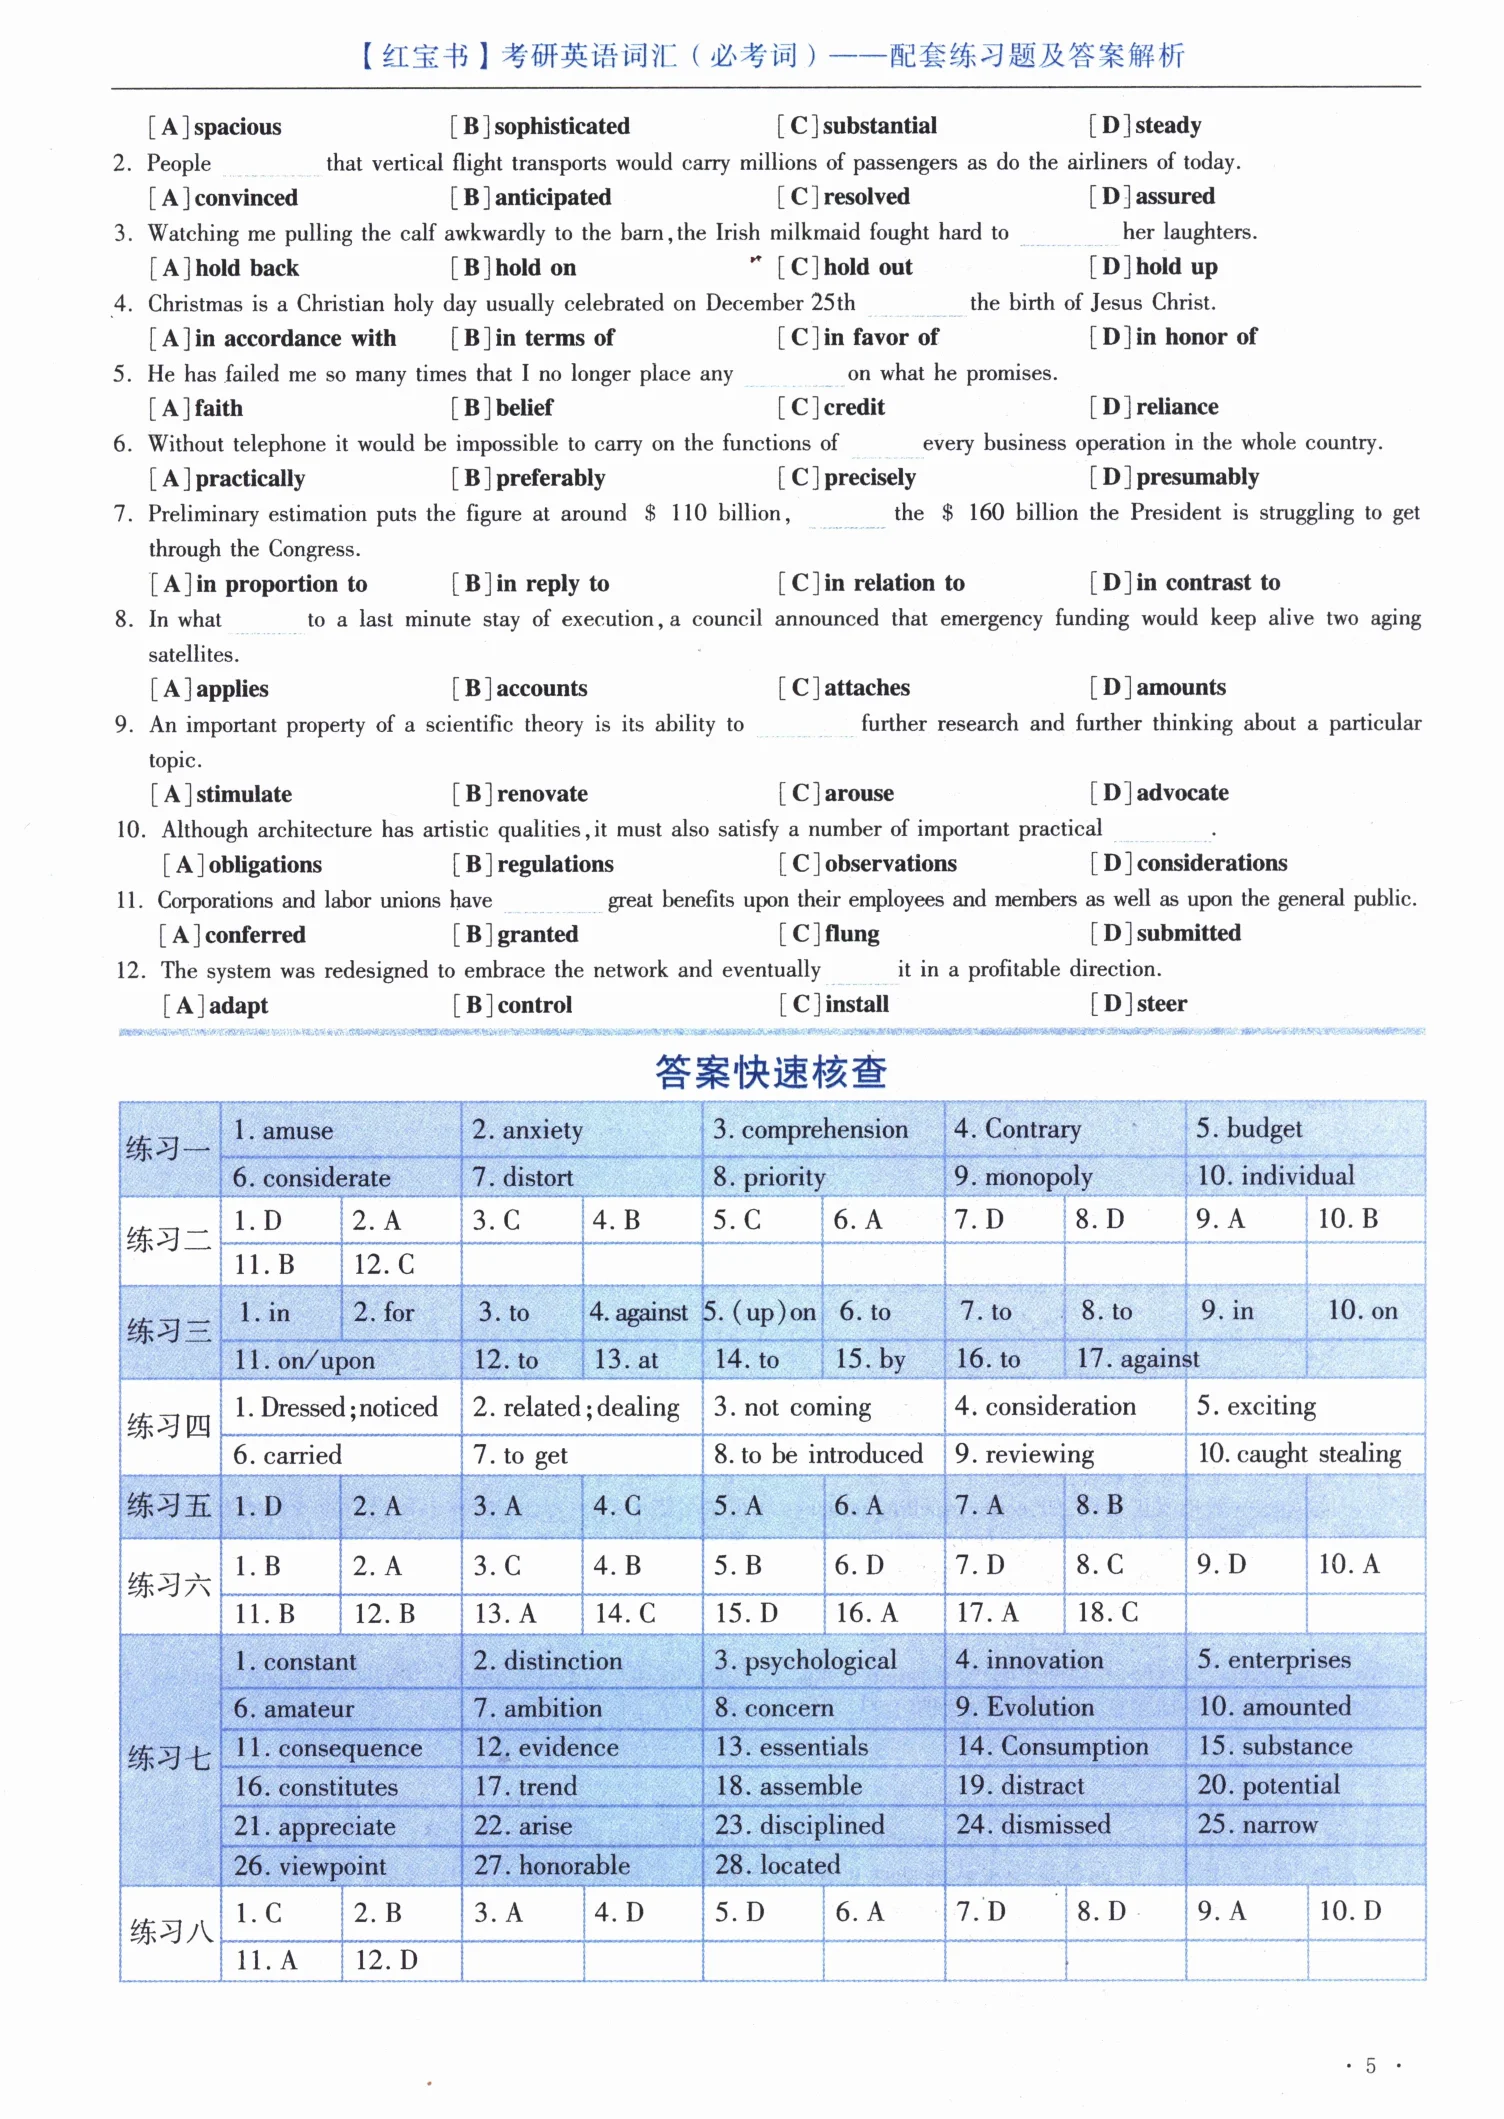 【红宝书】考研英语词汇(必考词)——配套练习题及答案解析
[A]spacious [B]sophisticated [C]substantial [D]steady
2. People ______ that vertical flight transports would carry millions of passengers as do the airliners of today.
[A]convinced [B]anticipated [C]resolved [D]assured
3. Watching me pulling the calf awkwardly to the barn,the Irish milkmaid fought hard to ______ her laughters.
[A]hold back [B]hold on [C]hold out [D]hold up
4. Christmas is a Christian holy day usually celebrated on December 25th ______ the birth of Jesus Christ.
[A]in accordance with [B]in terms of [C]in favor of [D]in honor of
5. He has failed me so many times that I no longer place any ______ on what he promises.
[A]faith [B]belief [C]credit [D]reliance
6. Without telephone it would be impossible to carry on the functions of ______ every business operation in the whole country.
[A]practically [B]preferably [C]precisely [D]presumably
7. Preliminary estimation puts the figure at around $ 110 billion, ______ the $ 160 billion the President is struggling to get
through the Congress.
[A]in proportion to [B]in reply to [C]in relation to [D]in contrast to
8. In what ______ to a last minute stay of execution,a council announced that emergency funding would keep alive two aging
satellites.
[A]applies [B]accounts [C]attaches [D]amounts
9. An important property of a scientific theory is its ability to ______ further research and further thinking about a particular
topic.
[A]stimulate [B]renovate [C]arouse [D]advocate
10. Although architecture has artistic qualities,it must also satisfy a number of important practical ______ .
[A]obligations [B]regulations [C]observations [D]considerations
11. Corporations and labor unions have ______ great benefits upon their employees and members as well as upon the general public.
[A]conferred [B]granted [C]flung [D]submitted
12. The system was redesigned to embrace the network and eventually ______ it in a profitable direction.
[A]adapt [B]control [C]install [D]steer
答案快速核查
练习一
1. amuse 2. anxiety 3. comprehension 4. Contrary 5. budget
6. considerate 7. distort 8. priority 9. monopoly 10. individual
练习二
1. D 2. A 3. C 4. B 5. C 6. A 7. D 8. D 9. A 10. B
11. B 12. C
练习三
1. in 2. for 3. to 4. against 5. (up)on 6. to 7. to 8. to 9. in 10. on
11. on/upon 12. to 13. at 14. to 15. by 16. to 17. against
练习四
1. Dressed;noticed 2. related;dealing 3. not coming 4. consideration 5. exciting
6. carried 7. to get 8. to be introduced 9. reviewing 10. caught stealing
练习五 1. D 2. A 3. A 4. C 5. A 6. A 7. A 8. B
练习六
1. B 2. A 3. C 4. B 5. B 6. D 7. D 8. C 9. D 10. A
11. B 12. B 13. A 14. C 15. D 16. A 17. A 18. C
练习七
1. constant 2. distinction 3. psychological 4. innovation 5. enterprises
6. amateur 7. ambition 8. concern 9. Evolution 10. amounted
11. consequence 12. evidence 13. essentials 14. Consumption 15. substance
16. constitutes 17. trend 18. assemble 19. distract 20. potential
21. appreciate 22. arise 23. disciplined 24. dismissed 25. narrow
26. viewpoint 27. honorable 28. located
练习八
1. C 2. B 3. A 4. D 5. D 6. A 7. D 8. D 9. A 10. D
11. A 12. D
· 5 ·